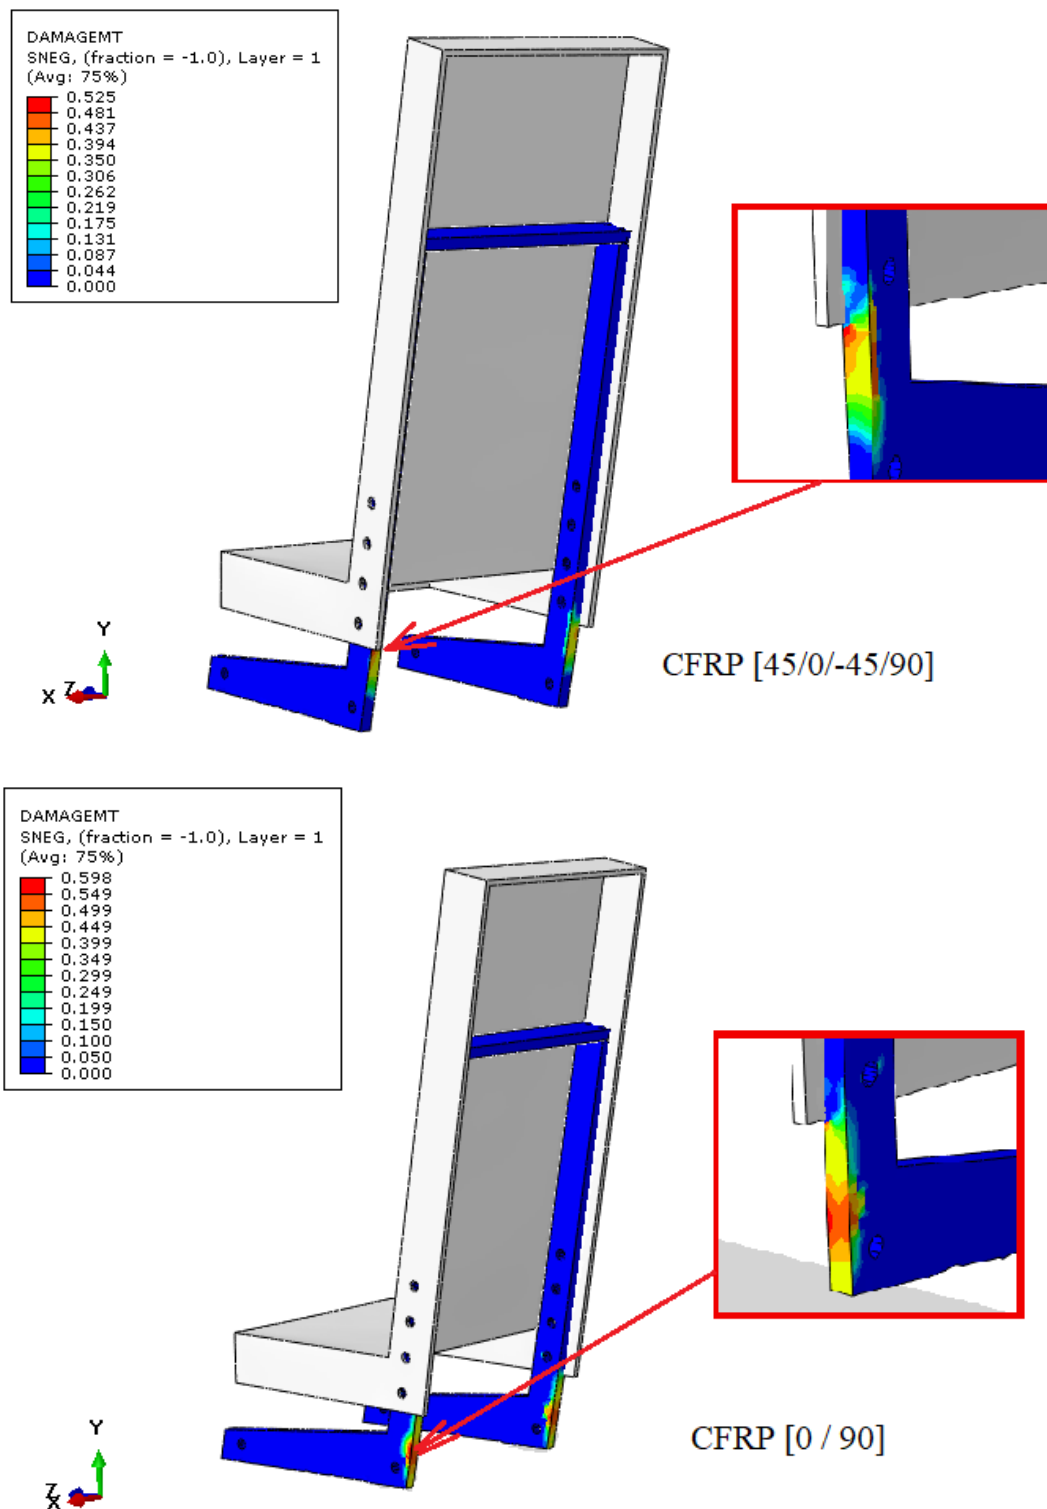 DAMAGEMT
SNEG, (fraction = -1.0), Layer = 1
(Avg: 75%)
0.525
0.481
0.437
0.394
0.350
0.306
0.262
0.219
0.175
0.131
0.087
0.044
0.000
Y
X Z
CFRP [45/0/-45/90]
DAMAGEMT
SNEG, (fraction = -1.0), Layer = 1
(Avg: 75%)
0.598
0.549
0.499
0.449
0.399
0.349
0.299
0.249
0.199
0.150
0.100
0.050
0.000
CFRP [0 / 90]
Y
Z
X